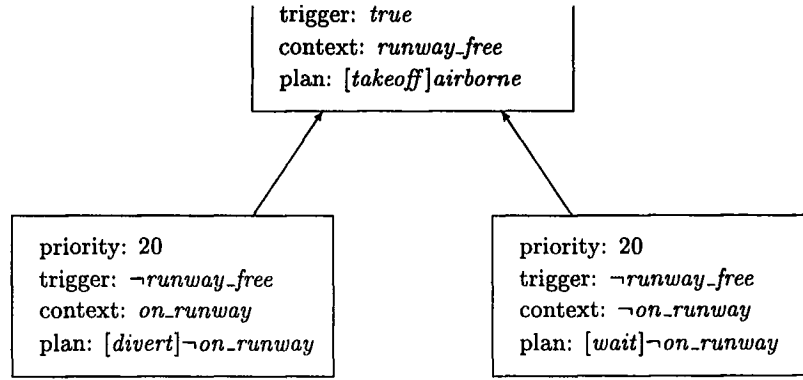 trigger: true
context: runway_free
plan: [takeoff]airborne
priority: 20
trigger: ¬runway_free
context: on_runway
plan: [divert]¬on_runway
priority: 20
trigger: ¬runway_free
context: ¬on_runway
plan: [wait]¬on_runway